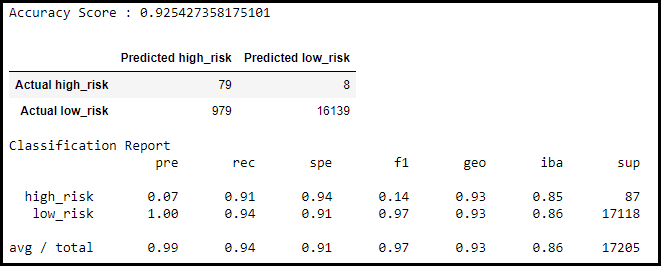 Accuracy Score : 0.925427358175101
Predicted high_risk Predicted low_risk
Actual high_risk 79 8
Actual low_risk 979 16139
Classification Report
pre rec spe f1 geo iba sup
high_risk 0.07 0.91 0.94 0.14 0.93 0.85 87
low_risk 1.00 0.94 0.91 0.97 0.93 0.86 17118
avg / total 0.99 0.94 0.91 0.97 0.93 0.86 17205